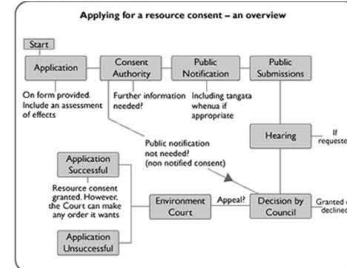 Applying for a resource consent – an overview
Start
Application
Consent
Authority
Public
Notification
Public
Submissions
On form provided.
Include an assessment
of effects
Further information
needed?
Including tangata
whenua if
appropriate
Hearing
If
requeste
Public notification
not needed?
(non notified consent)
Application
Successful
Resource consent
granted. However,
the Court can make
any order it wants
Application
Unsuccessful
Environment
Court
Appeal?
Decision by
Council
Granted o
declined